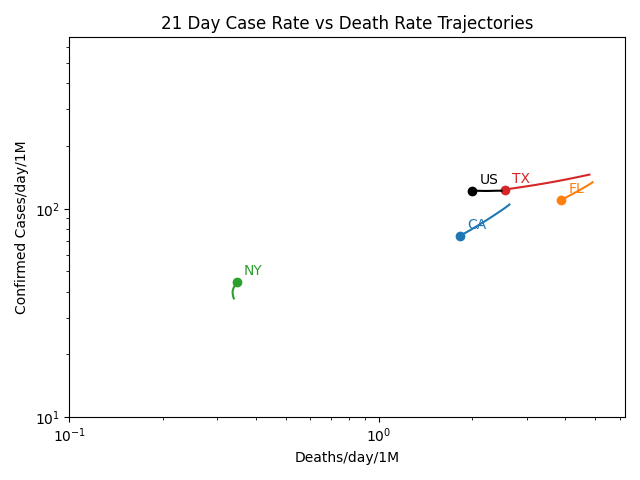 21 Day Case Rate vs Death Rate Trajectories
Confirmed Cases/day/1M
10²
10¹
US
TX
FL
CA
NY
10⁻¹
10⁰
Deaths/day/1M